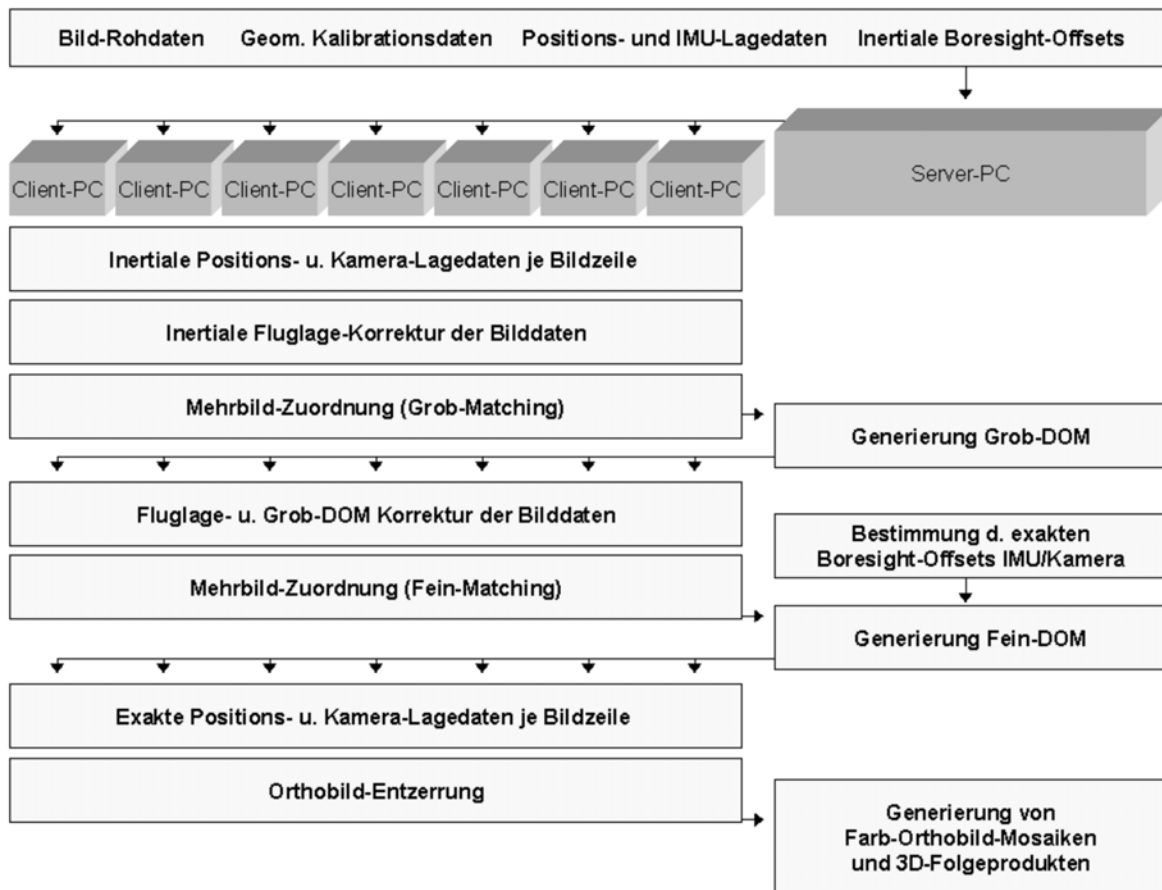 Bild-Rohdaten Geom. Kalibrationsdaten Positions- und IMU-Lagedaten Inertiale Boresight-Offsets
Client-PC Client-PC Client-PC Client-PC Client-PC Client-PC Client-PC Server-PC
Inertiale Positions- u. Kamera-Lagedaten je Bildzeile
Inertiale Fluglage-Korrektur der Bilddaten
Mehrbild-Zuordnung (Grob-Matching)
Generierung Grob-DOM
Fluglage- u. Grob-DOM Korrektur der Bilddaten
Bestimmung d. exakten
Boresight-Offsets IMU/Kamera
Mehrbild-Zuordnung (Fein-Matching)
Generierung Fein-DOM
Exakte Positions- u. Kamera-Lagedaten je Bildzeile
Orthobild-Entzerrung
Generierung von
Farb-Orthobild-Mosaiken
und 3D-Folgeprodukten